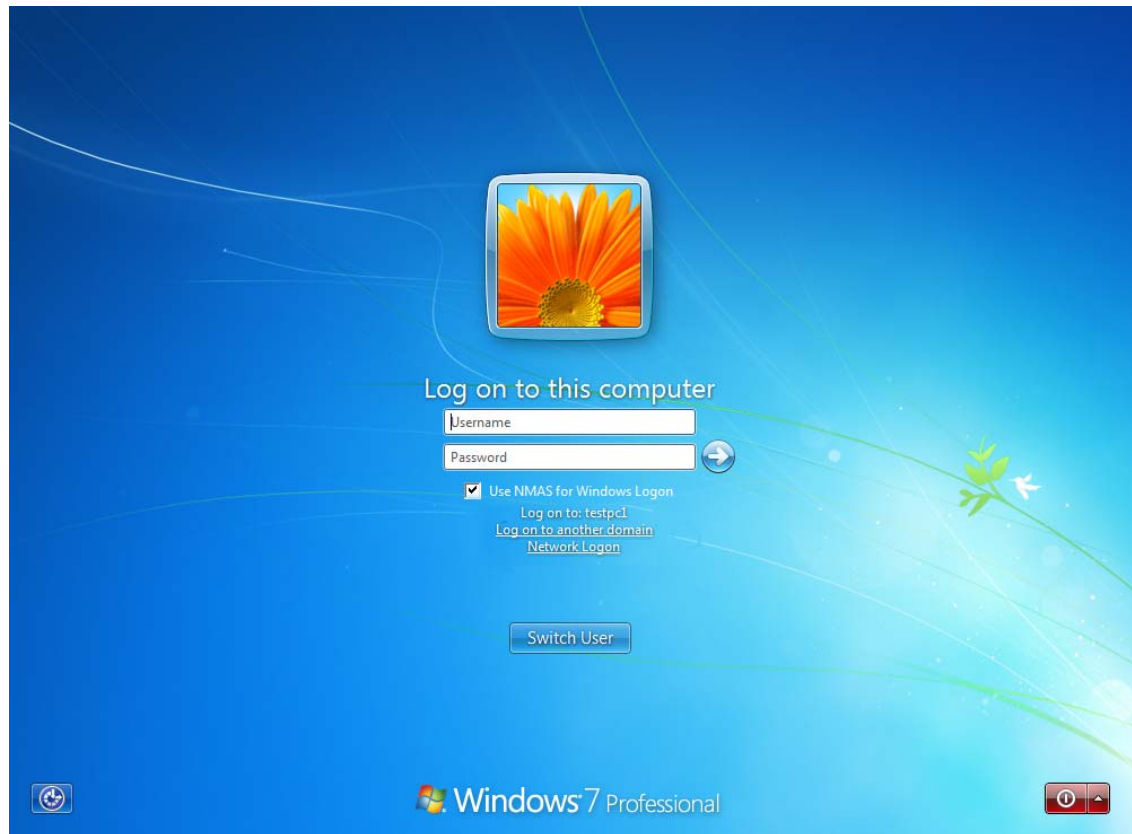 Log on to this computer
Username
Password
Use NMAS for Windows Logon
Log on to: testpc1
Log on to another domain
Network Logon
Switch User
Windows 7 Professional